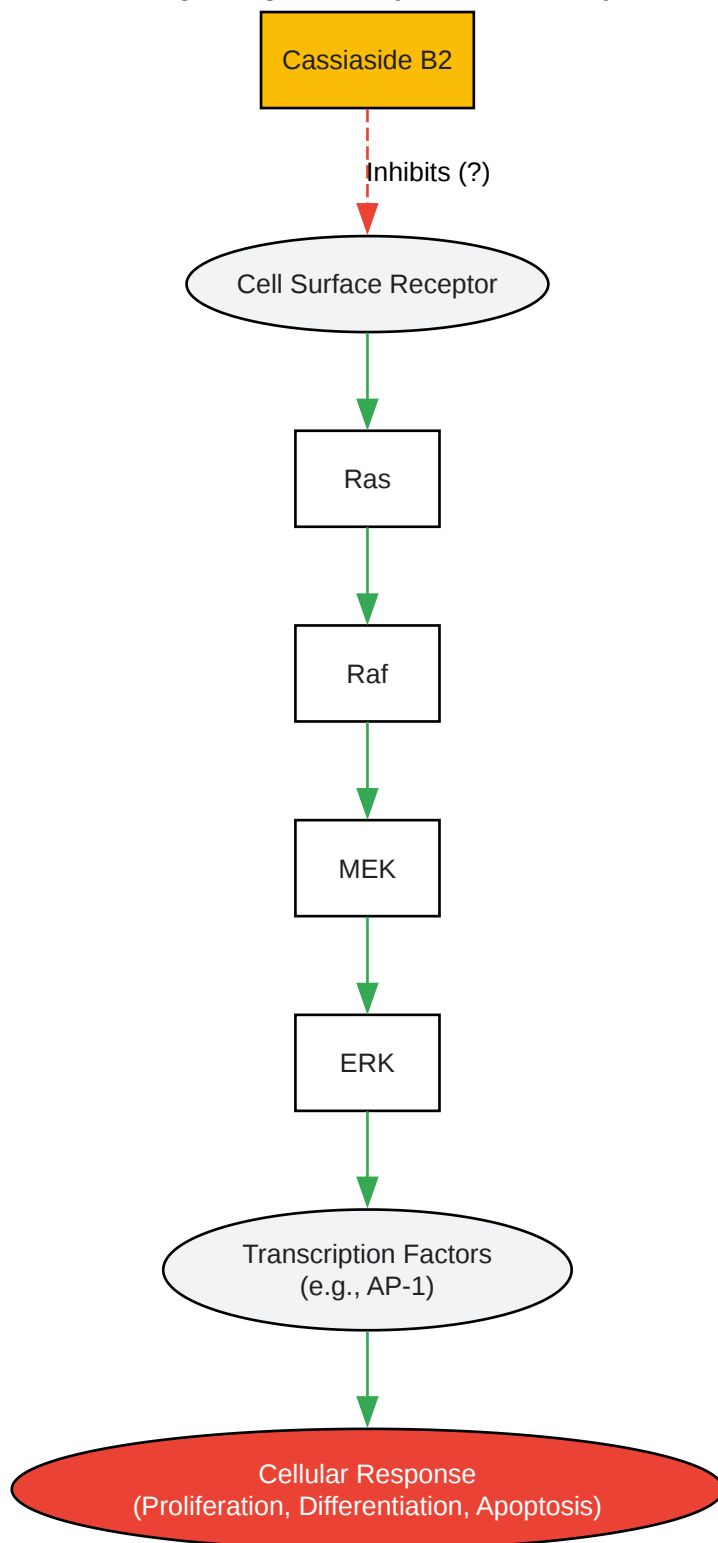 Cassiaside B2
Inhibits (?)
Cell Surface Receptor
Ras
Raf
MEK
ERK
Transcription Factors
(e.g., AP-1)
Cellular Response
(Proliferation, Differentiation, Apoptosis)